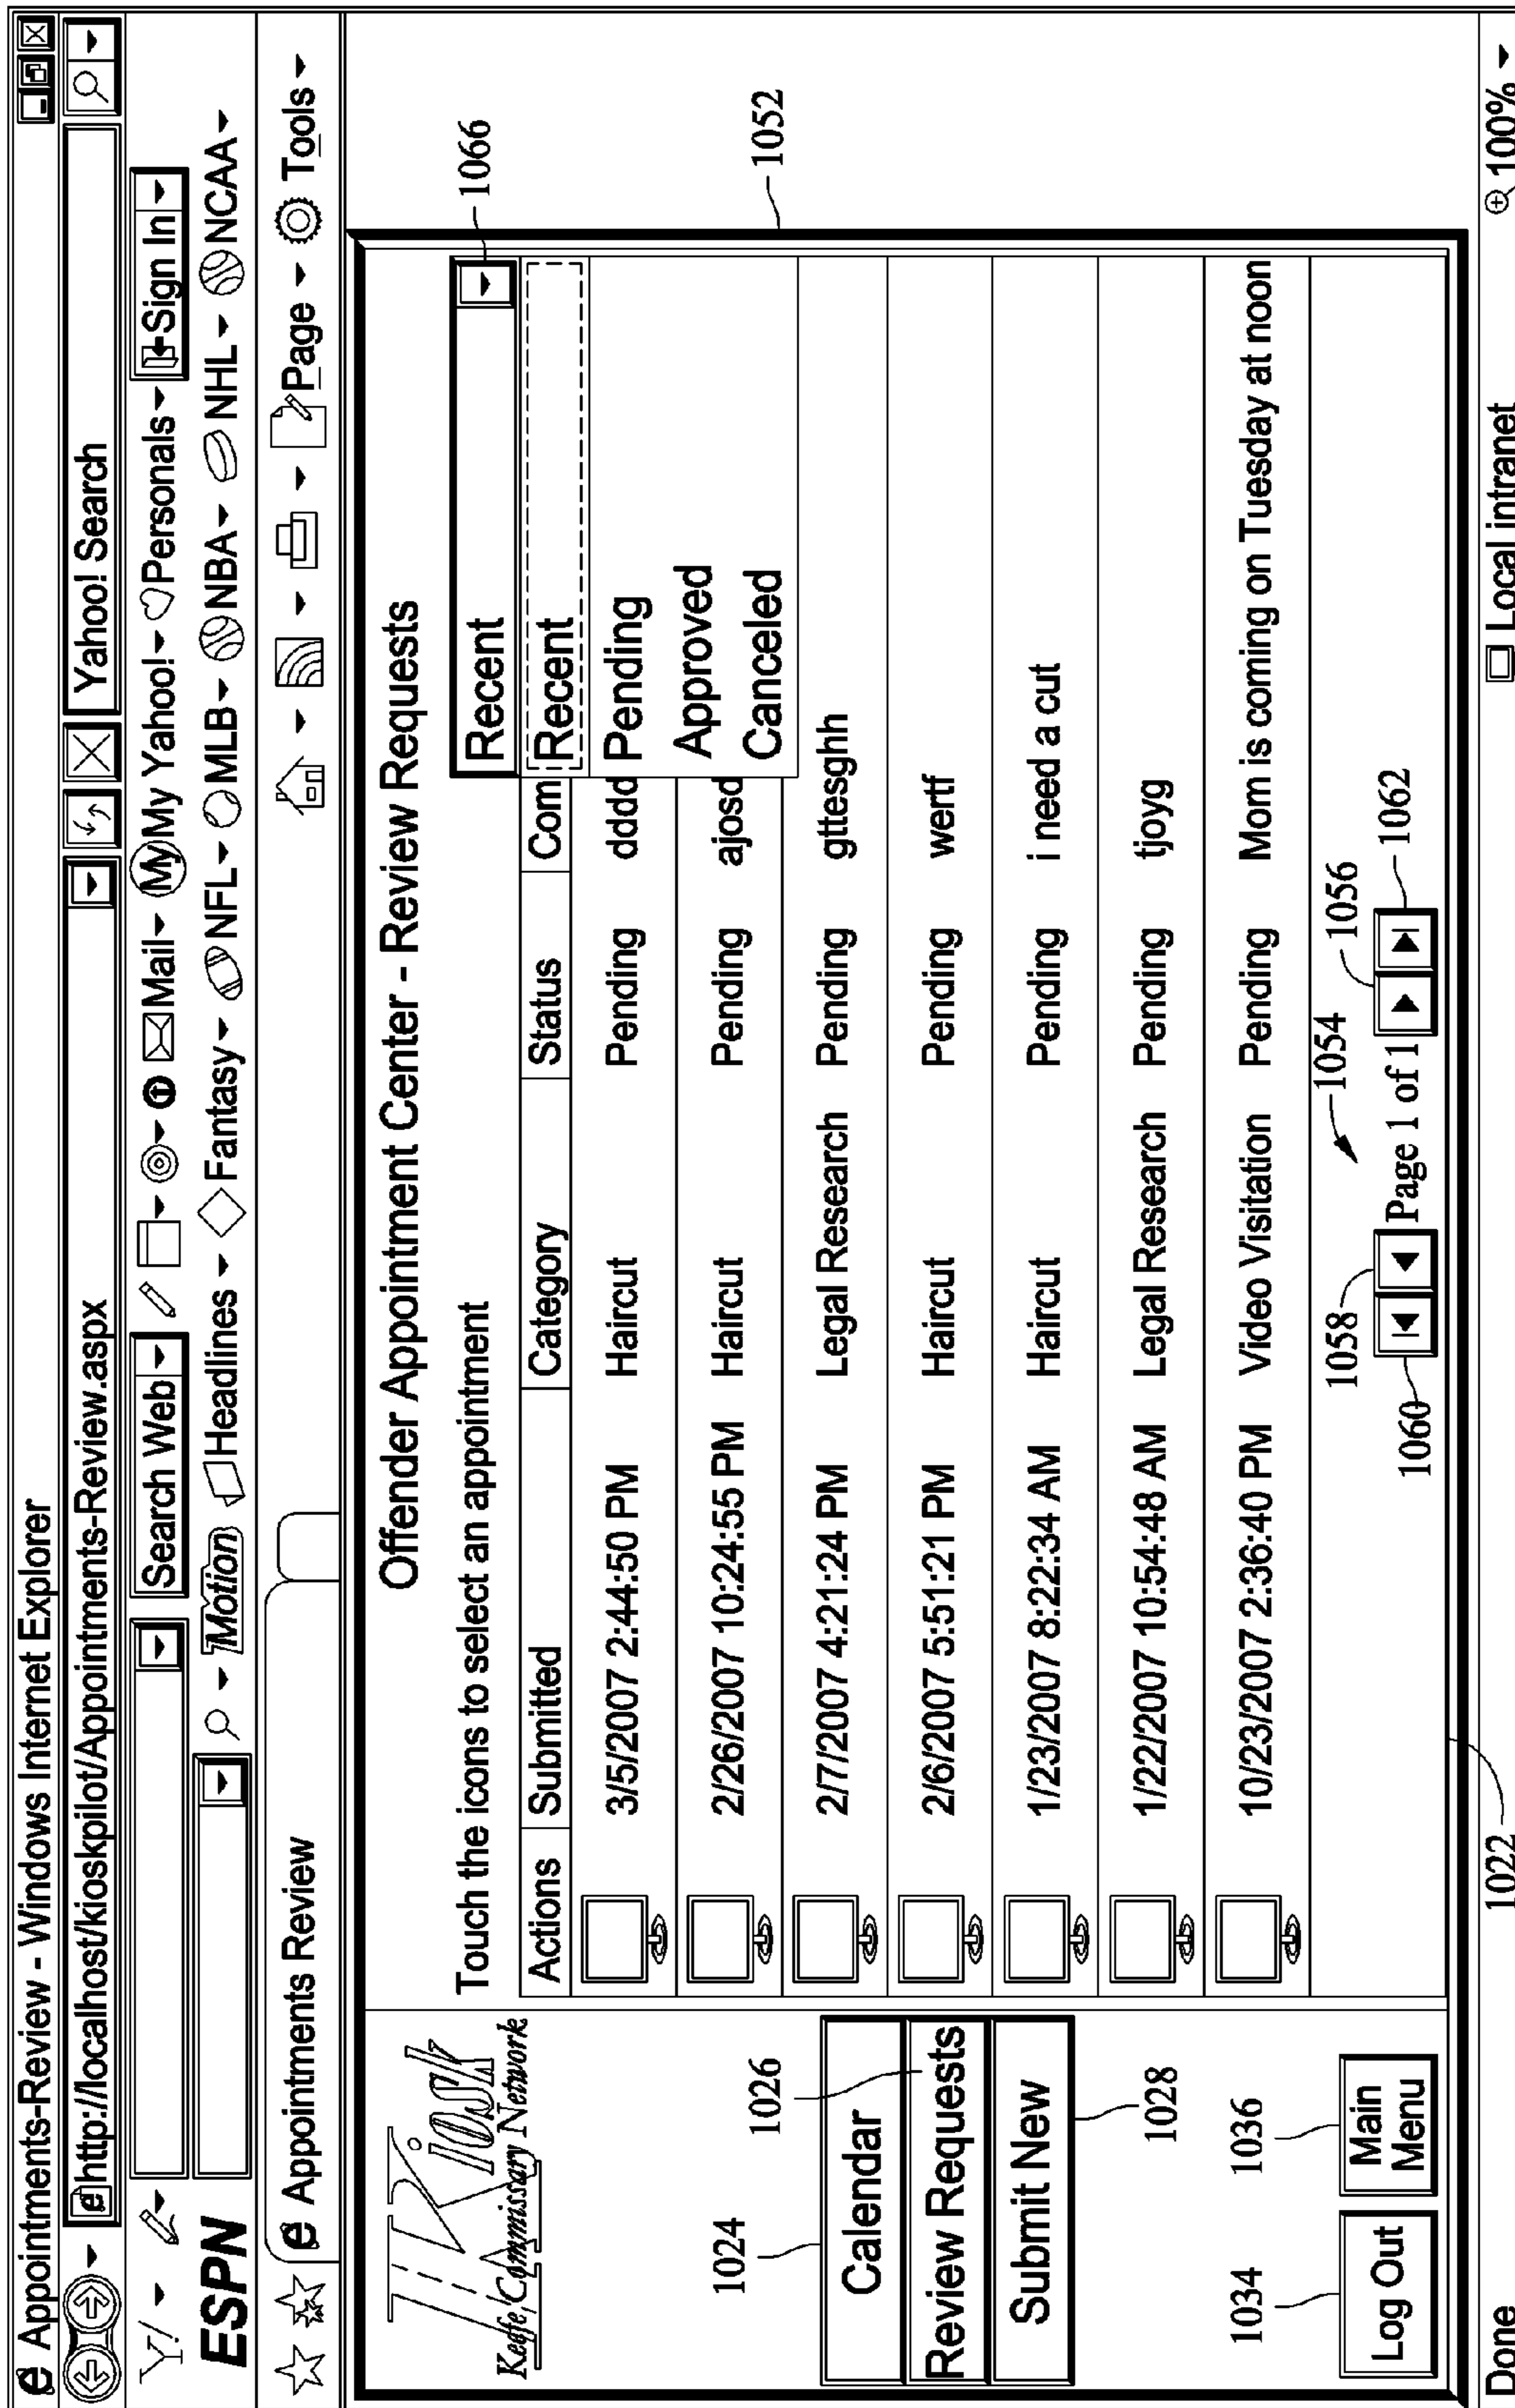 Appointments-Review - Windows Internet Explorer
http://localhost/kioskpilot/Appointments-Review.aspx
Yahoo! Search
Y! Search Web Mail My My Yahoo! Personals Sign In
ESPN Motion Headlines Fantasy NFL MLB NBA NHL NCAA
Appointments Review
Page Tools
Kiosk
Keefe Commissary Network
Offender Appointment Center - Review Requests
Touch the icons to select an appointment
Recent
1066
Actions Submitted Category Status Com
Recent
Pending
Approved
Canceled
3/5/2007 2:44:50 PM Haircut Pending dddd
2/26/2007 10:24:55 PM Haircut Pending ajosd
2/7/2007 4:21:24 PM Legal Research Pending gttesghh
2/6/2007 5:51:21 PM Haircut Pending wertf
1/23/2007 8:22:34 AM Haircut Pending i need a cut
1/22/2007 10:54:48 AM Legal Research Pending tjoyg
10/23/2007 2:36:40 PM Video Visitation Pending Mom is coming on Tuesday at noon
1052
1024
1026
Calendar
Review Requests
Submit New
1028
1034
1036
Log Out
Main
Menu
1058
1054
1056
1060
Page 1 of 1
1062
1022
Done
Local intranet
100%